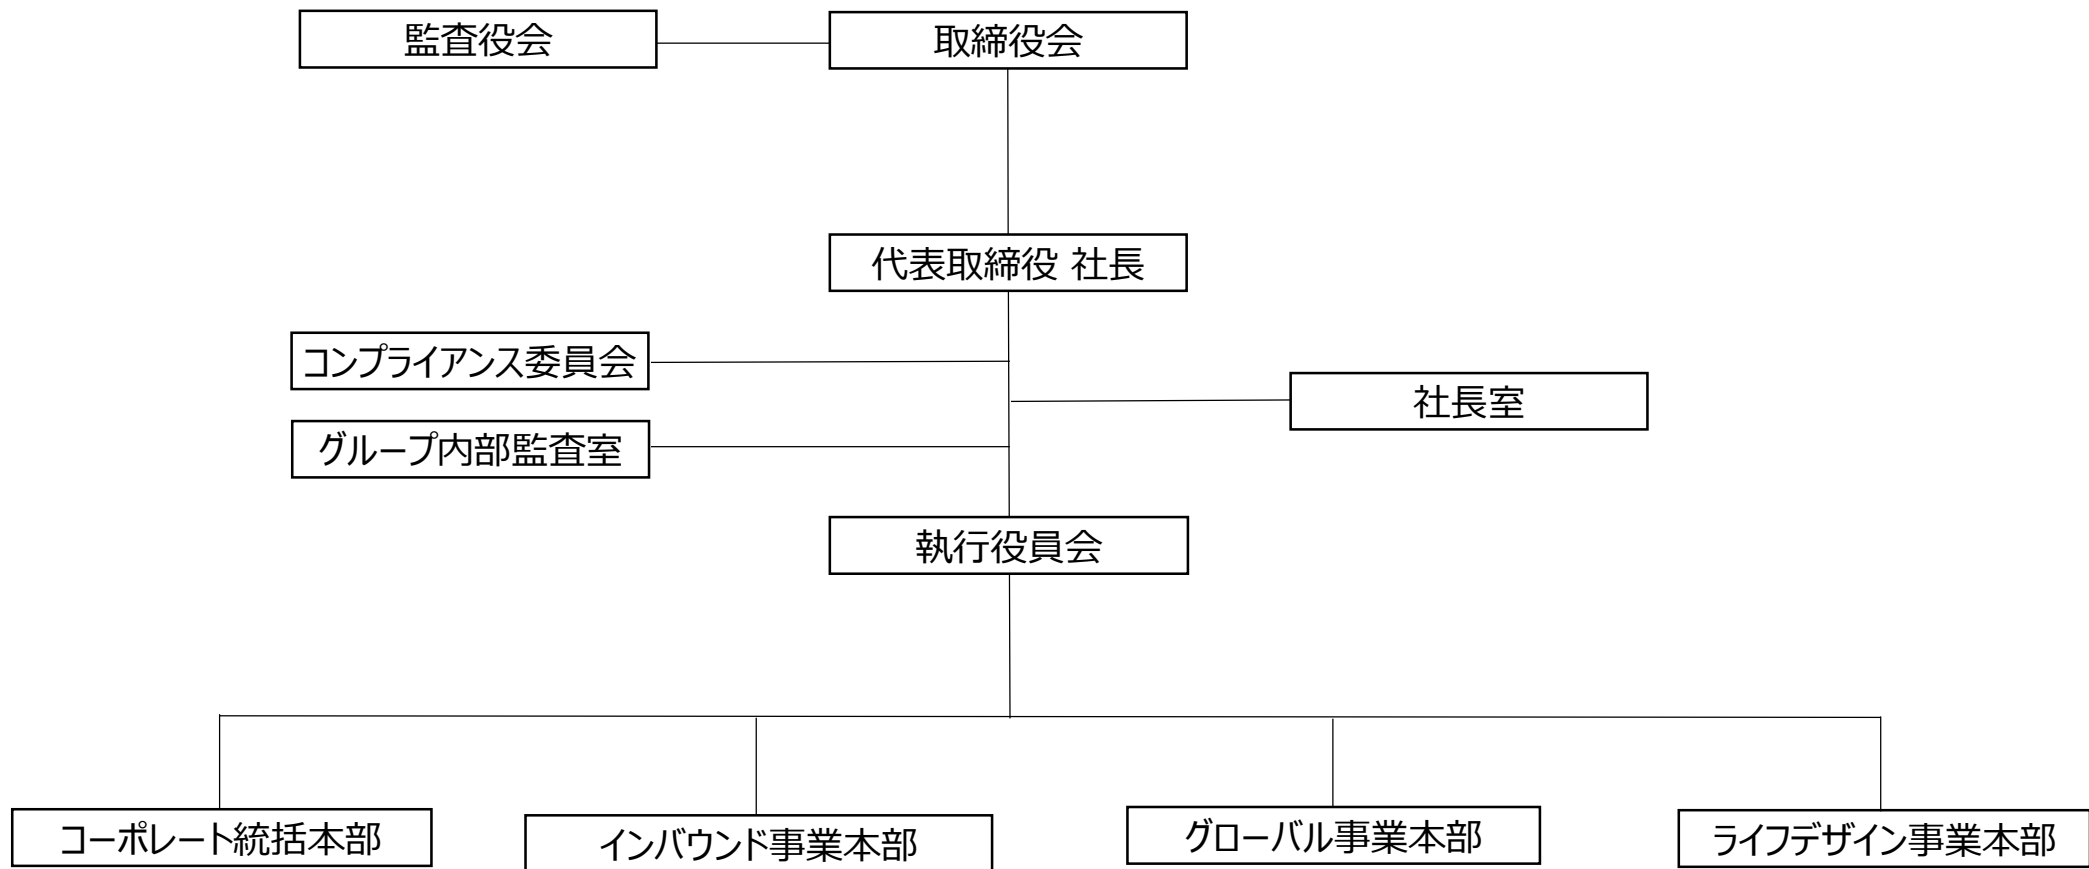 監査役会
取締役会
代表取締役 社長
コンプライアンス委員会
社長室
グループ内部監査室
執行役員会
コーポレート統括本部
インバウンド事業本部
グローバル事業本部
ライフデザイン事業本部